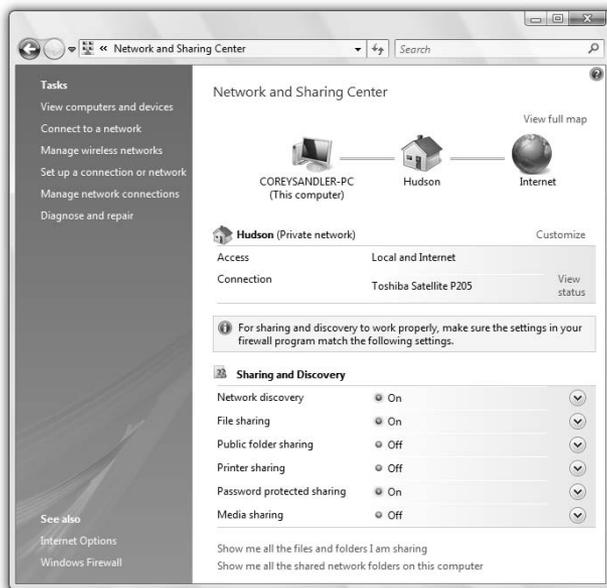 « Network and Sharing Center
Search
Tasks
View computers and devices
Connect to a network
Manage wireless networks
Set up a connection or network
Manage network connections
Diagnose and repair
See also
Internet Options
Windows Firewall
Network and Sharing Center
View full map
COREYSANDLER-PC
(This computer)
Hudson
Internet
Hudson (Private network)
Customize
Access
Local and Internet
Connection
Toshiba Satellite P205
View
status
For sharing and discovery to work properly, make sure the settings in your
firewall program match the following settings.
Sharing and Discovery
Network discovery
On
File sharing
On
Public folder sharing
Off
Printer sharing
Off
Password protected sharing
On
Media sharing
Off
Show me all the files and folders I am sharing
Show me all the shared network folders on this computer